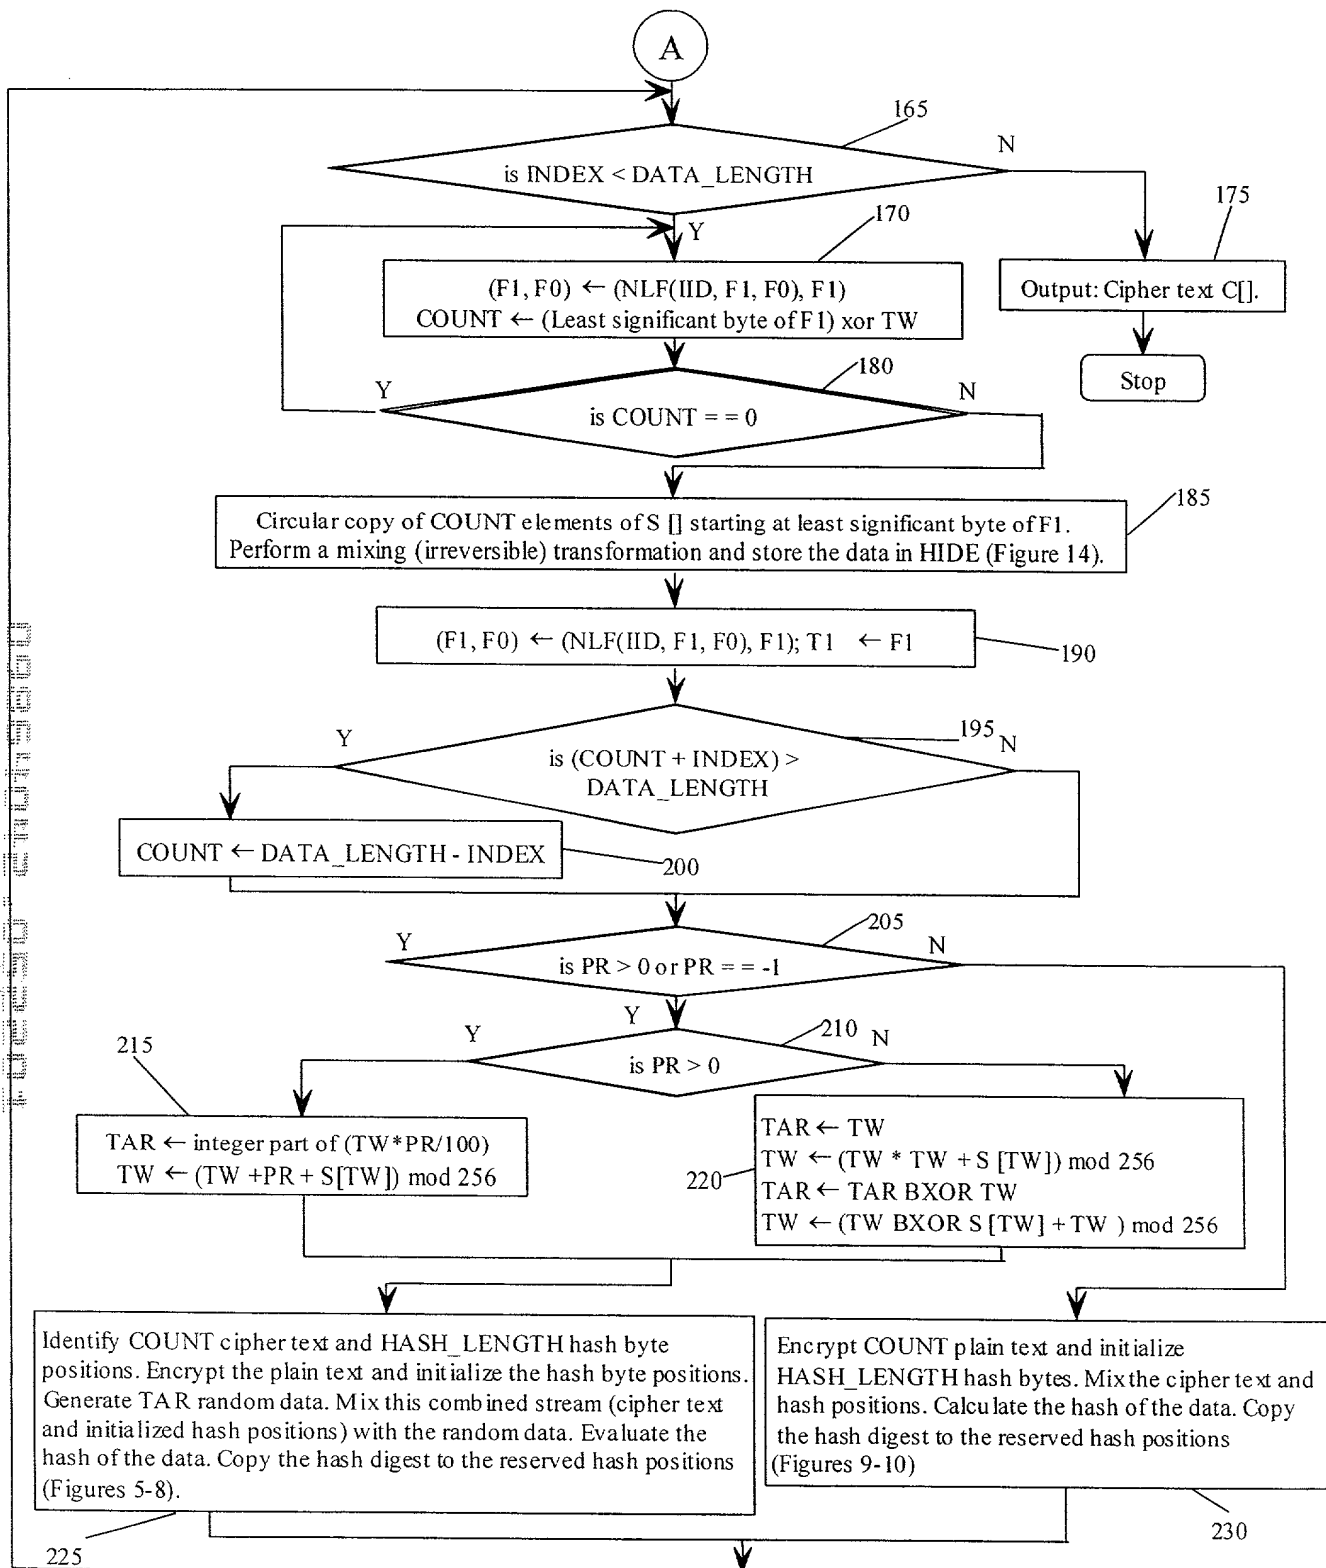 A
165
N
is INDEX < DATA_LENGTH
175
170
Y
(F1, F0) ← (NLF(IID, F1, F0), F1)
COUNT ← (Least significant byte of F1) xor TW
Output: Cipher text C[].
180
Y
N
Stop
is COUNT = = 0
185
Circular copy of COUNT elements of S [] starting at least significant byte of F1.
Perform a mixing (irreversible) transformation and store the data in HIDE (Figure 14).
(F1, F0) ← (NLF(IID, F1, F0), F1); T1 ← F1
190
195
Y
N
is (COUNT + INDEX) >
DATA_LENGTH
COUNT ← DATA_LENGTH - INDEX
200
205
Y
N
is PR > 0 or PR = = -1
Y
Y
210
N
215
is PR > 0
TAR ← integer part of (TW*PR/100)
TW ← (TW +PR + S[TW]) mod 256
220
TAR ← TW
TW ← (TW * TW + S [TW]) mod 256
TAR ← TAR BXOR TW
TW ← (TW BXOR S [TW] + TW ) mod 256
Identify COUNT cipher text and HASH_LENGTH hash byte
positions. Encrypt the plain text and initialize the hash byte positions.
Generate TAR random data. Mix this combined stream (cipher text
and initialized hash positions) with the random data. Evaluate the
hash of the data. Copy the hash digest to the reserved hash positions
(Figures 5-8).
Encrypt COUNT plain text and initialize
HASH_LENGTH hash bytes. Mix the cipher text and
hash positions. Calculate the hash of the data. Copy
the hash digest to the reserved hash positions
(Figures 9-10)
225
230